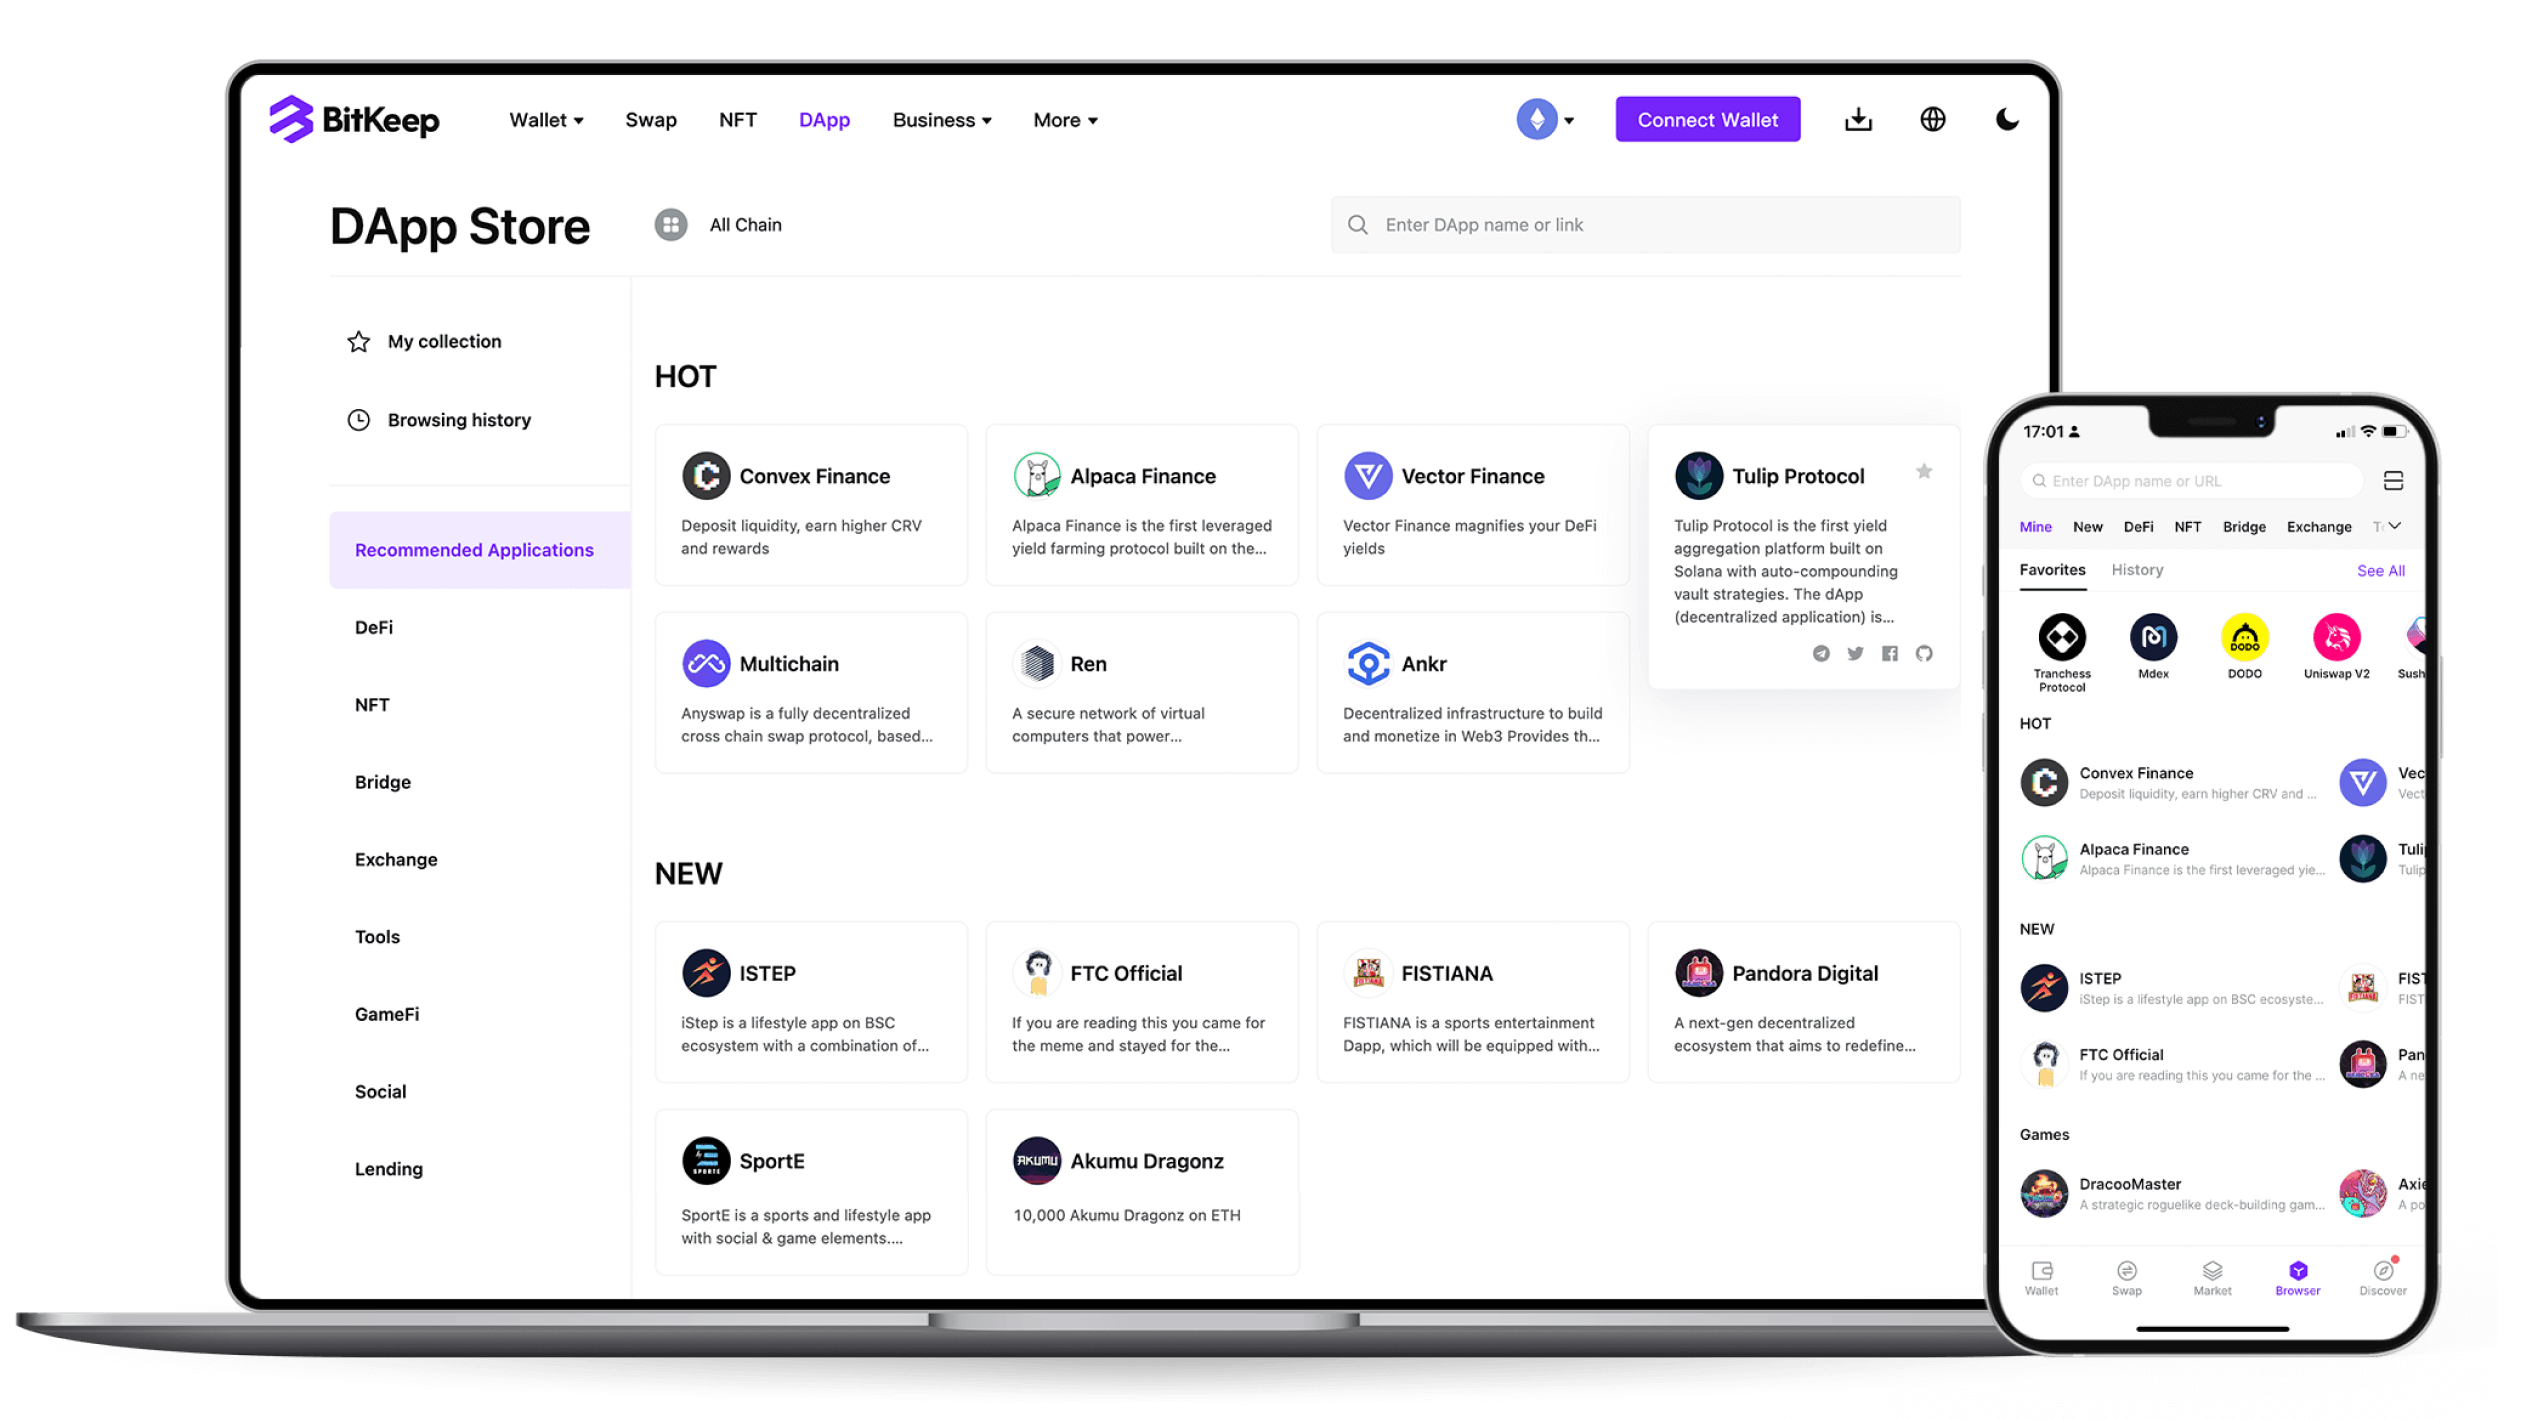 BitKeep
Wallet
Swap
NFT
DApp
Business
More
Connect Wallet
DApp Store
All Chain
Enter DApp name or link
My collection
Browsing history
Recommended Applications
DeFi
NFT
Bridge
Exchange
Tools
GameFi
Social
Lending
HOT
Convex Finance
Deposit liquidity, earn higher CRV
and rewards
Alpaca Finance
Alpaca Finance is the first leveraged
yield farming protocol built on the...
Vector Finance
Vector Finance magnifies your DeFi
yields
Tulip Protocol
Tulip Protocol is the first yield
aggregation platform built on
Solana with auto-compounding
vault strategies. The dApp
(decentralized application) is...
Multichain
Anyswap is a fully decentralized
cross chain swap protocol, based...
Ren
A secure network of virtual
computers that power...
Ankr
Decentralized infrastructure to build
and monetize in Web3 Provides th...
NEW
ISTEP
iStep is a lifestyle app on BSC
ecosystem with a combination of...
FTC Official
If you are reading this you came for
the meme and stayed for the...
FISTIANA
FISTIANA
FISTIANA is a sports entertainment
Dapp, which will be equipped with...
Pandora Digital
A next-gen decentralized
ecosystem that aims to redefine...
SPORTE
SportE
SportE is a sports and lifestyle app
with social & game elements....
AKUMU
Akumu Dragonz
10,000 Akumu Dragonz on ETH
17:01
Enter DApp name or URL
Mine
New
DeFi
NFT
Bridge
Exchange
Favorites
History
See All
Tranchess
Protocol
Mdex
DODO
DODO
Uniswap V2
Sush
HOT
Convex Finance
Deposit liquidity, earn higher CRV and ...
Vec
Vect
Alpaca Finance
Alpaca Finance is the first leveraged yie...
Tuli
Tulip
NEW
ISTEP
iStep is a lifestyle app on BSC ecosyste...
FIST
FIST
FTC Official
If you are reading this you came for the ...
Pan
A ne
Games
DracooMaster
A strategic roguelike deck-building gam...
Axie
A po
Wallet
Swap
Market
Browser
Discover